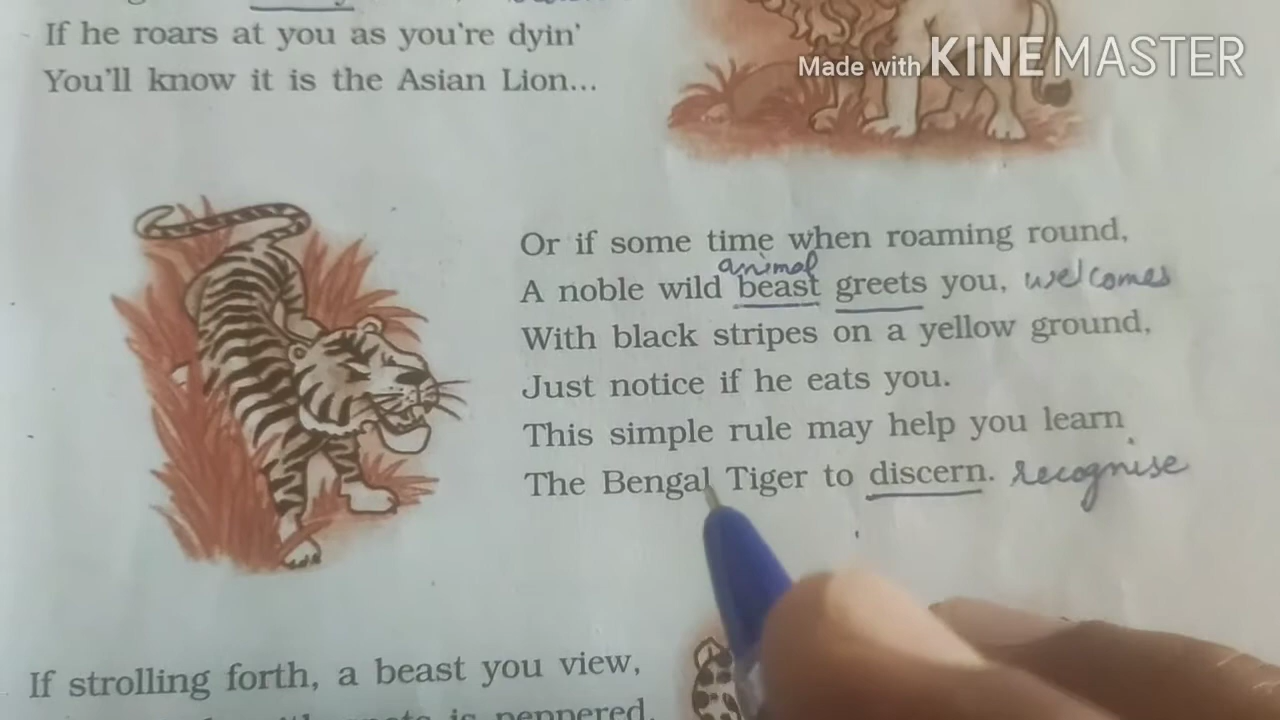 If he roars at you as you're dyin'
You'll know it is the Asian Lion...
Made with KINEMASTER
Or if some time when roaming round,
animal
A noble wild beast greets you, welcomes
With black stripes on a yellow ground,
Just notice if he eats you.
This simple rule may help you learn
The Bengal Tiger to discern. recognise
If strolling forth, a beast you view,
is peppered,